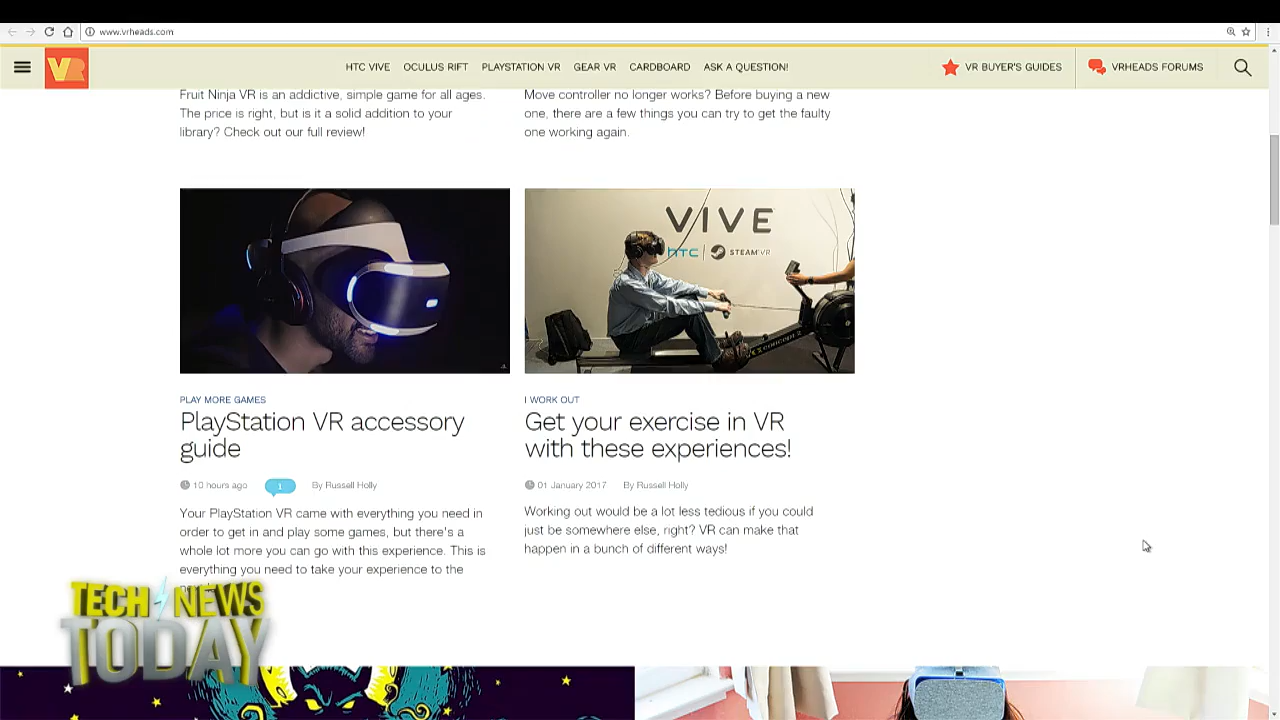 www.vrheads.com
VR
HTC VIVE OCULUS RIFT PLAYSTATION VR GEAR VR CARDBOARD ASK A QUESTION! VR BUYER'S GUIDES VRHEADS FORUMS
Fruit Ninja VR is an addictive, simple game for all ages.
The price is right, but is it a solid addition to your
library? Check out our full review!
Move controller no longer works? Before buying a new
one, there are a few things you can try to get the faulty
one working again.
VIVE
htc | STEAMVR
concept 2
PLAY MORE GAMES
PlayStation VR accessory
guide
10 hours ago 1 By Russell Holly
Your PlayStation VR came with everything you need in
order to get in and play some games, but there's a
whole lot more you can go with this experience. This is
everything you need to take your experience to the
I WORK OUT
Get your exercise in VR
with these experiences!
01 January 2017 By Russell Holly
Working out would be a lot less tedious if you could
just be somewhere else, right? VR can make that
happen in a bunch of different ways!
TECH NEWS
TODAY